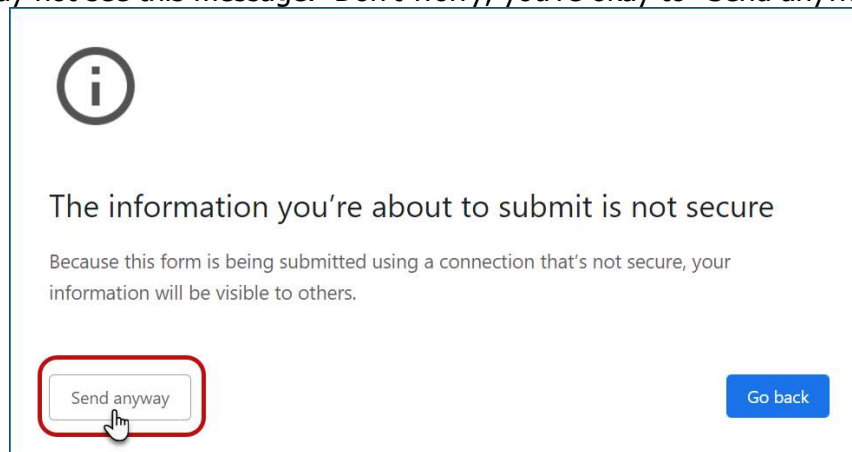 not see this message. Don't worry, you're okay to "Send
i
The information you're about to submit is not secure
Because this form is being submitted using a connection that's not secure, your
information will be visible to others.
Send anyway
Go back